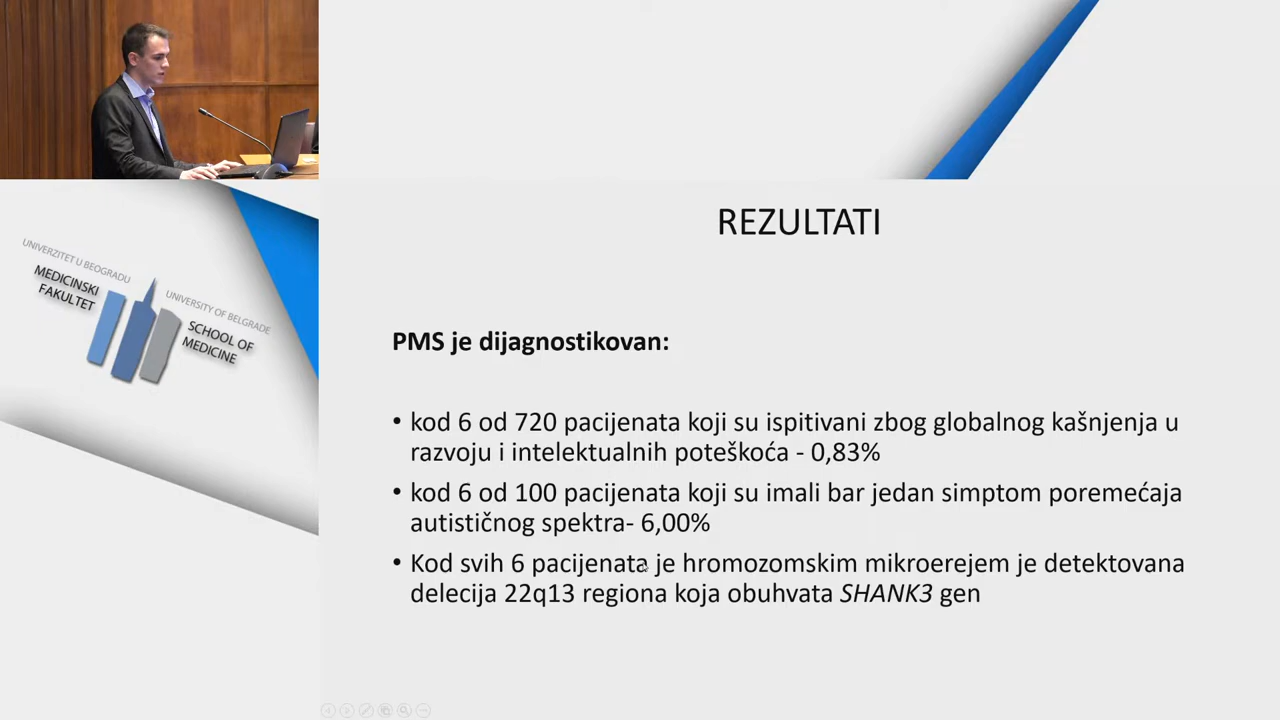 UNIVERZITET U BEOGRADU
MEDICINSKI
FAKULTET
UNIVERSITY OF BELGRADE
SCHOOL OF
MEDICINE
REZULTATI
PMS je dijagnostikovan:
• kod 6 od 720 pacijenata koji su ispitivani zbog globalnog kašnjenja u
razvoju i intelektualnih poteškoća - 0,83%
• kod 6 od 100 pacijenata koji su imali bar jedan simptom poremećaja
autističnog spektra- 6,00%
• Kod svih 6 pacijenata je hromozomskim mikroerejem je detektovana
delecija 22q13 regiona koja obuhvata SHANK3 gen